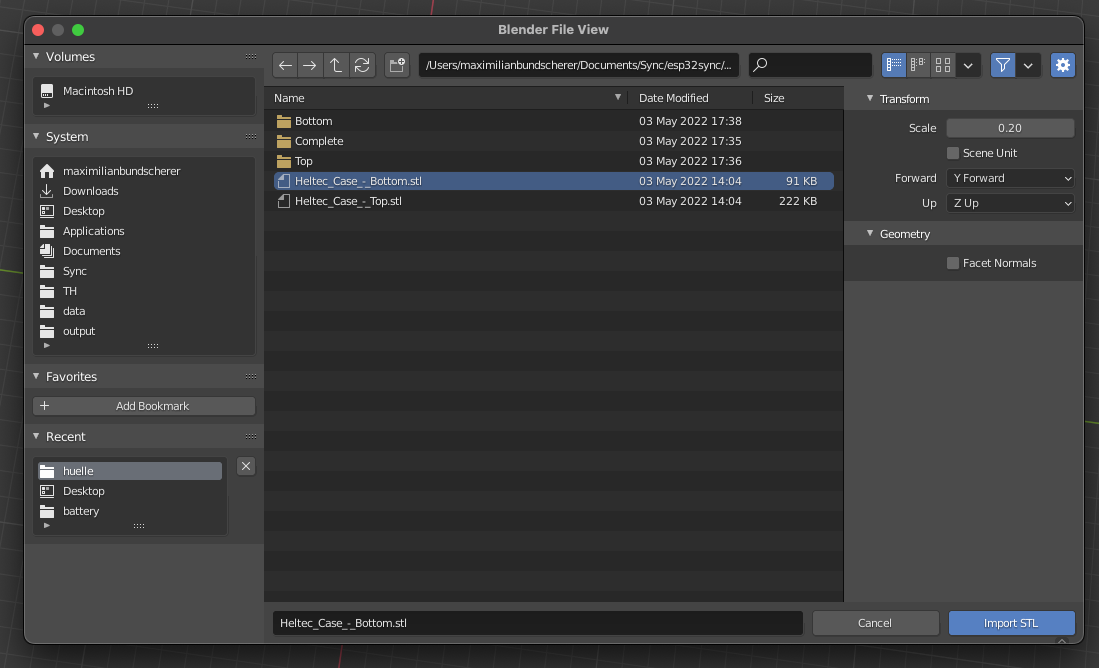 Blender File View
Volumes
Macintosh HD
System
maximilianbundscherer
Downloads
Desktop
Applications
Documents
Sync
TH
data
output
Favorites
Add Bookmark
Recent
huelle
Desktop
battery
/Users/maximilianbundscherer/Documents/Sync/esp32sync/...
Name Date Modified Size
Bottom 03 May 2022 17:38
Complete 03 May 2022 17:35
Top 03 May 2022 17:36
Heltec_Case_-_Bottom.stl 03 May 2022 14:04 91 KB
Heltec_Case_-_Top.stl 03 May 2022 14:04 222 KB
Transform
Scale 0.20
Scene Unit
Forward Y Forward
Up Z Up
Geometry
Facet Normals
Heltec_Case_-_Bottom.stl
Cancel
Import STL